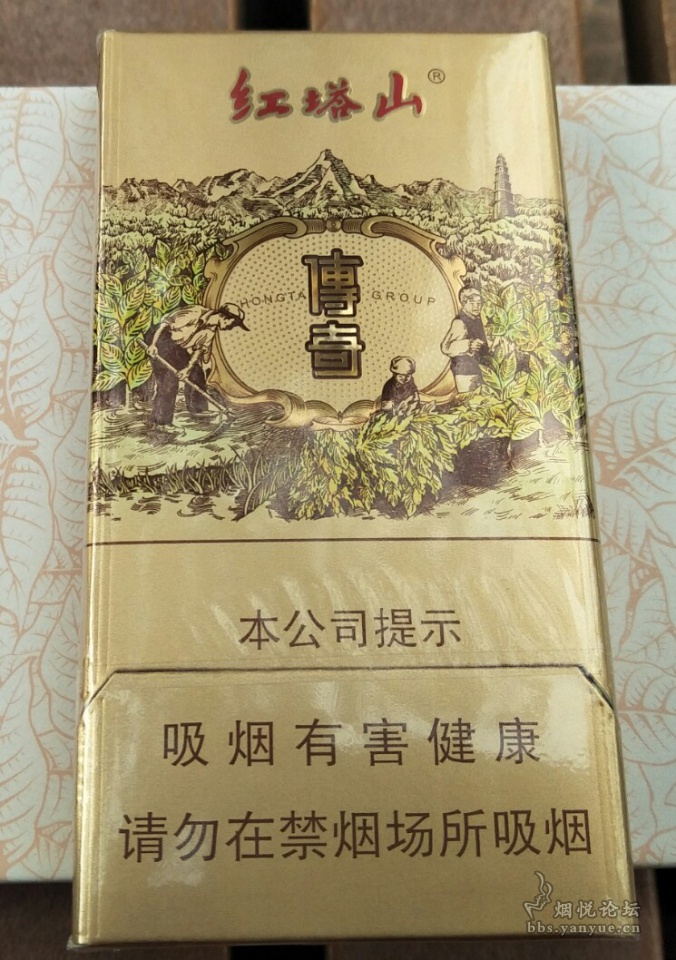 红塔山®
傳奇
HONGTA GROUP
本公司提示
吸烟有害健康
请勿在禁烟场所吸烟
烟悦论坛
bbs.yanyue.cn